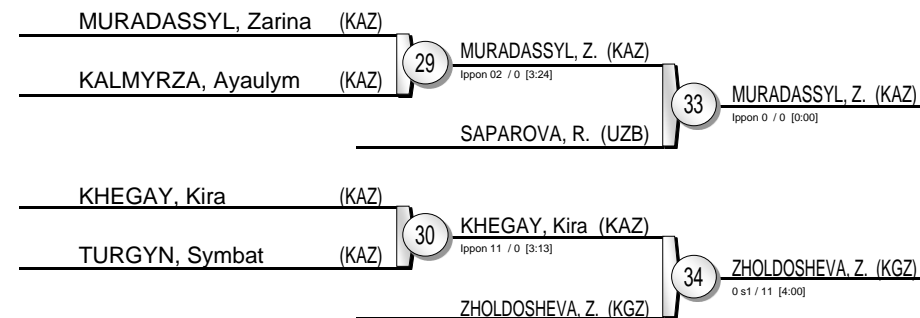 MURADASSYL, Zarina (KAZ)
KALMYRZA, Ayaulym (KAZ)
29
MURADASSYL, Z. (KAZ)
Ippon 02 / 0 [3:24]
SAPAROVA, R. (UZB)
33
MURADASSYL, Z. (KAZ)
Ippon 0 / 0 [0:00]
KHEGAY, Kira (KAZ)
TURGYN, Symbat (KAZ)
30
KHEGAY, Kira (KAZ)
Ippon 11 / 0 [3:13]
ZHOLDOSHEVA, Z. (KGZ)
34
ZHOLDOSHEVA, Z. (KGZ)
0 s1 / 11 [4:00]